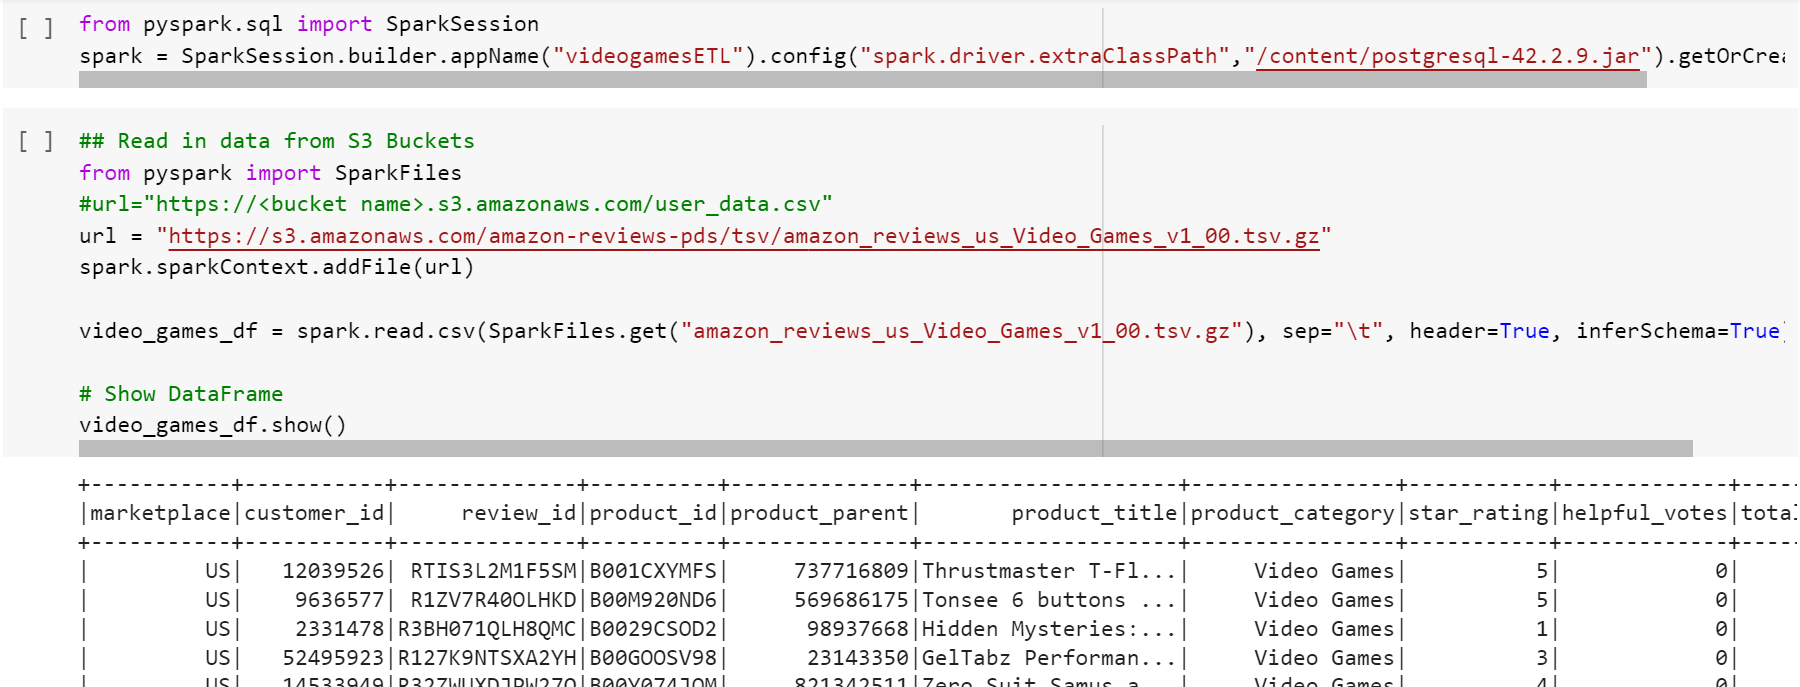 [ ] from pyspark.sql import SparkSession
spark = SparkSession.builder.appName("videogamesETL").config("spark.driver.extraClassPath","/content/postgresql-42.2.9.jar").getOrCrea
[ ] ## Read in data from S3 Buckets
from pyspark import SparkFiles
#url="https://<bucket name>.s3.amazonaws.com/user_data.csv"
url = "https://s3.amazonaws.com/amazon-reviews-pds/tsv/amazon_reviews_us_Video_Games_v1_00.tsv.gz"
spark.sparkContext.addFile(url)
video_games_df = spark.read.csv(SparkFiles.get("amazon_reviews_us_Video_Games_v1_00.tsv.gz"), sep="\t", header=True, inferSchema=True)
# Show DataFrame
video_games_df.show()
+-----------+-----------+--------------+----------+--------------+--------------------+----------------+-----------+-------------+-----
|marketplace|customer_id|     review_id|product_id|product_parent|       product_title|product_category|star_rating|helpful_votes|total
+-----------+-----------+--------------+----------+--------------+--------------------+----------------+-----------+-------------+-----
|         US|   12039526| RTIS3L2M1F5SM|B001CXYMFS|     737716809|Thrustmaster T-Fl...|    Video Games|          5|            0|
|         US|    9636577| R1ZV7R40OLHKD|B00M920ND6|     569686175|Tonsee 6 buttons ...|    Video Games|          5|            0|
|         US|    2331478|R3BH071QLH8QMC|B0029CSOD2|      98937668|Hidden Mysteries:...|    Video Games|          1|            0|
|         US|   52495923|R127K9NTSXA2YH|B00GOOSV98|      23143350|GelTabz Performan...|    Video Games|          3|            0|
|         US|   14533949|R32ZWUXDJPW27Q|B00Y074JOM|     821342511|Zero Suit Samus a...|    Video Games|          4|            0|